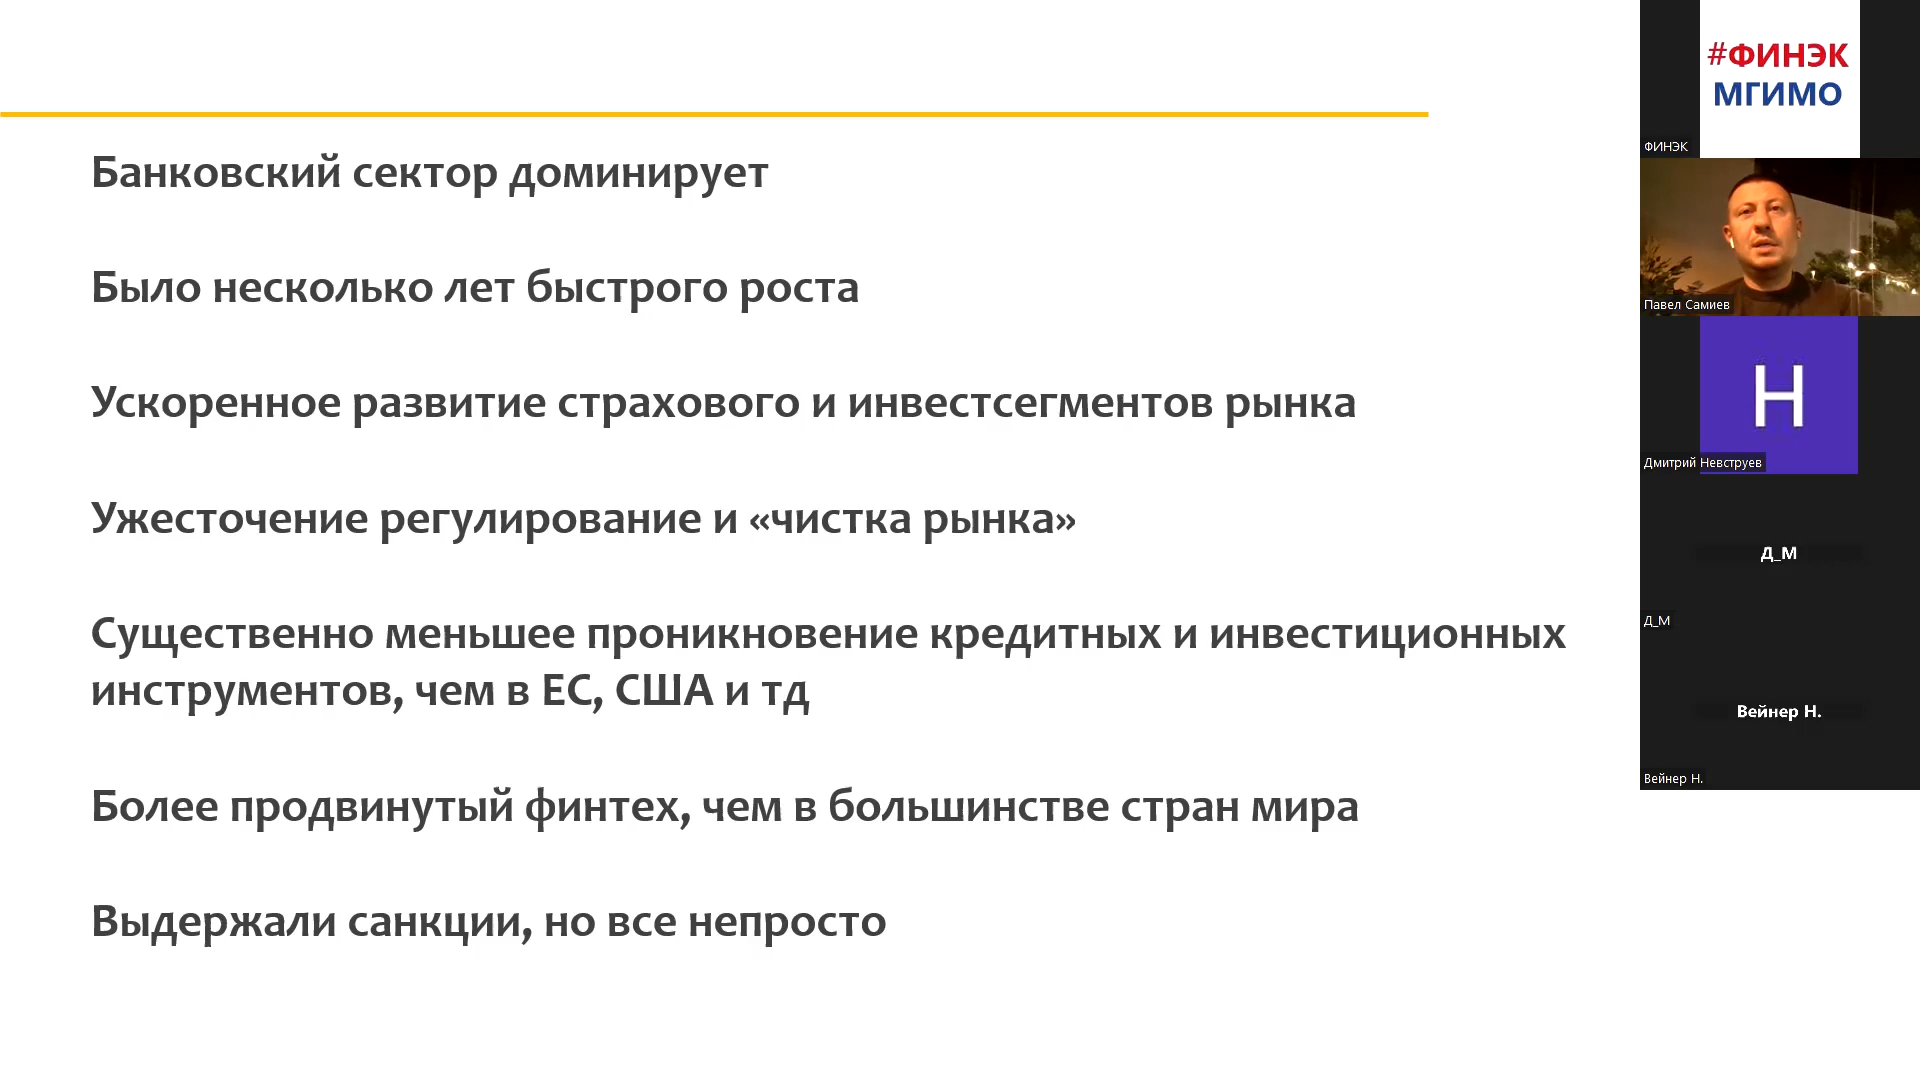 Банковский сектор доминирует
Было несколько лет быстрого роста
Ускоренное развитие страхового и инвестсегментов рынка
Ужесточение регулирование и «чистка рынка»
Существенно меньшее проникновение кредитных и инвестиционных
инструментов, чем в ЕС, США и тд
Более продвинутый финтех, чем в большинстве стран мира
Выдержали санкции, но все непросто
#ФИНЭК
МГИМО
ФИНЭК
Павел Самиев
Н
Дмитрий Невструев
Д_М
Д_М
Вейнер Н.
Вейнер Н.